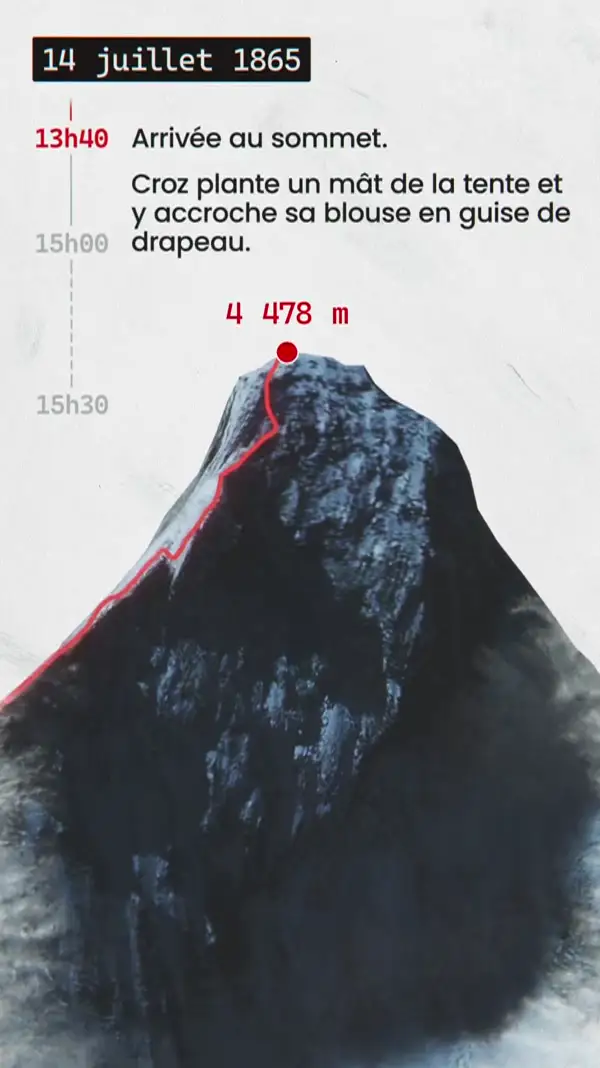 14 juillet 1865
13h40
Arrivée au sommet.
Croz plante un mât de la tente et
y accroche sa blouse en guise de
drapeau.
15h00
4 478 m
15h30